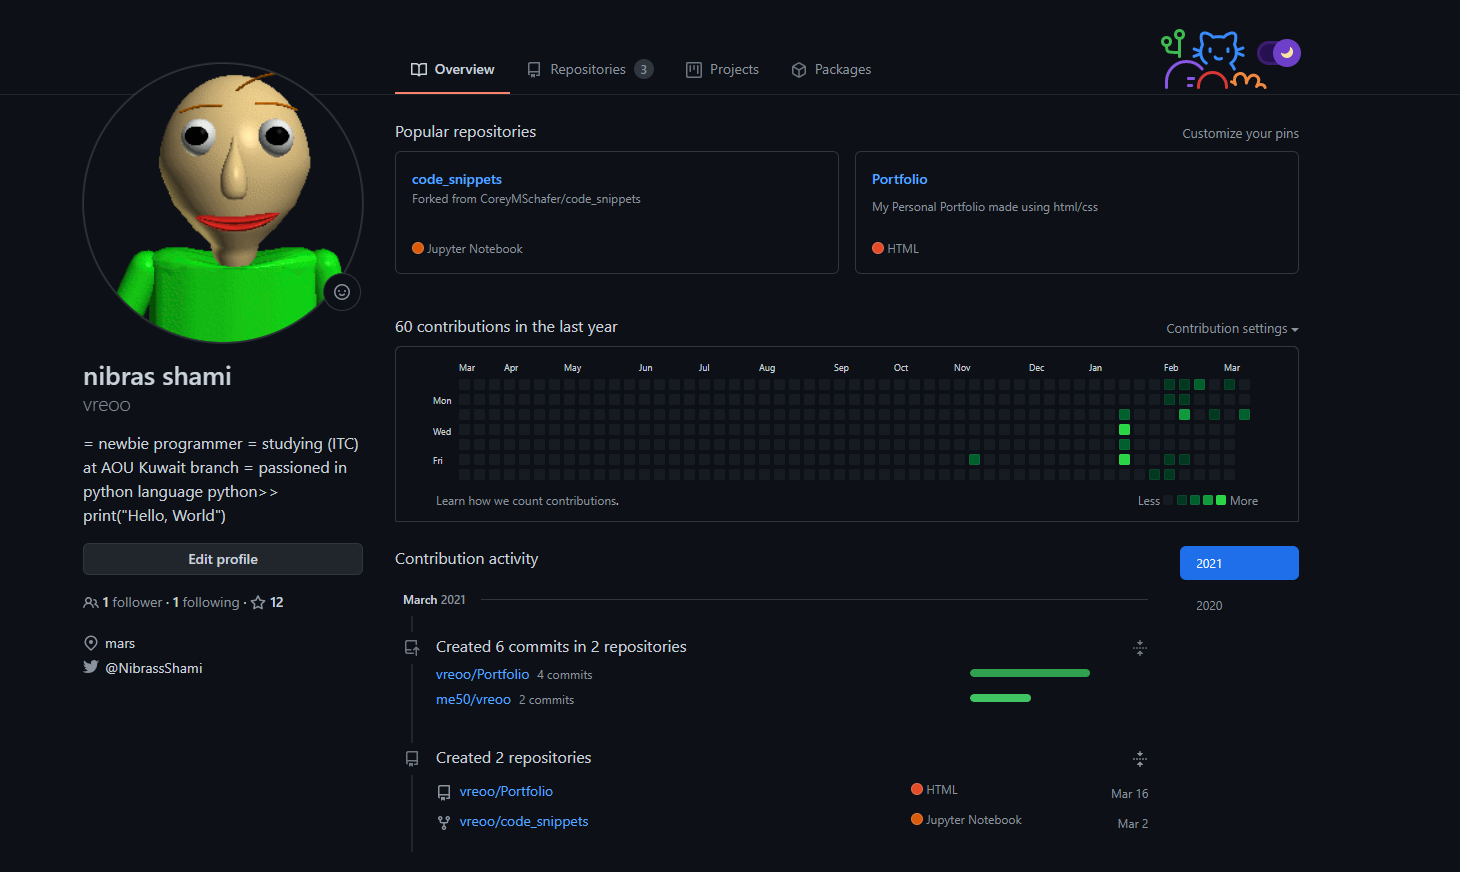 Overview Repositories 3 Projects Packages
Popular repositories Customize your pins
code_snippets
Forked from CoreyMSchafer/code_snippets
Jupyter Notebook
Portfolio
My Personal Portfolio made using html/css
HTML
nibras shami
vreoo
= newbie programmer = studying (ITC)
at AOU Kuwait branch = passioned in
python language python>>
print("Hello, World")
Edit profile
1 follower · 1 following · 12
mars
@NibrassShami
60 contributions in the last year Contribution settings
Mar Apr May Jun Jul Aug Sep Oct Nov Dec Jan Feb Mar
Mon
Wed
Fri
Learn how we count contributions. Less More
Contribution activity
2021
2020
March 2021
Created 6 commits in 2 repositories
vreoo/Portfolio 4 commits
me50/vreoo 2 commits
Created 2 repositories
vreoo/Portfolio HTML Mar 16
vreoo/code_snippets Jupyter Notebook Mar 2